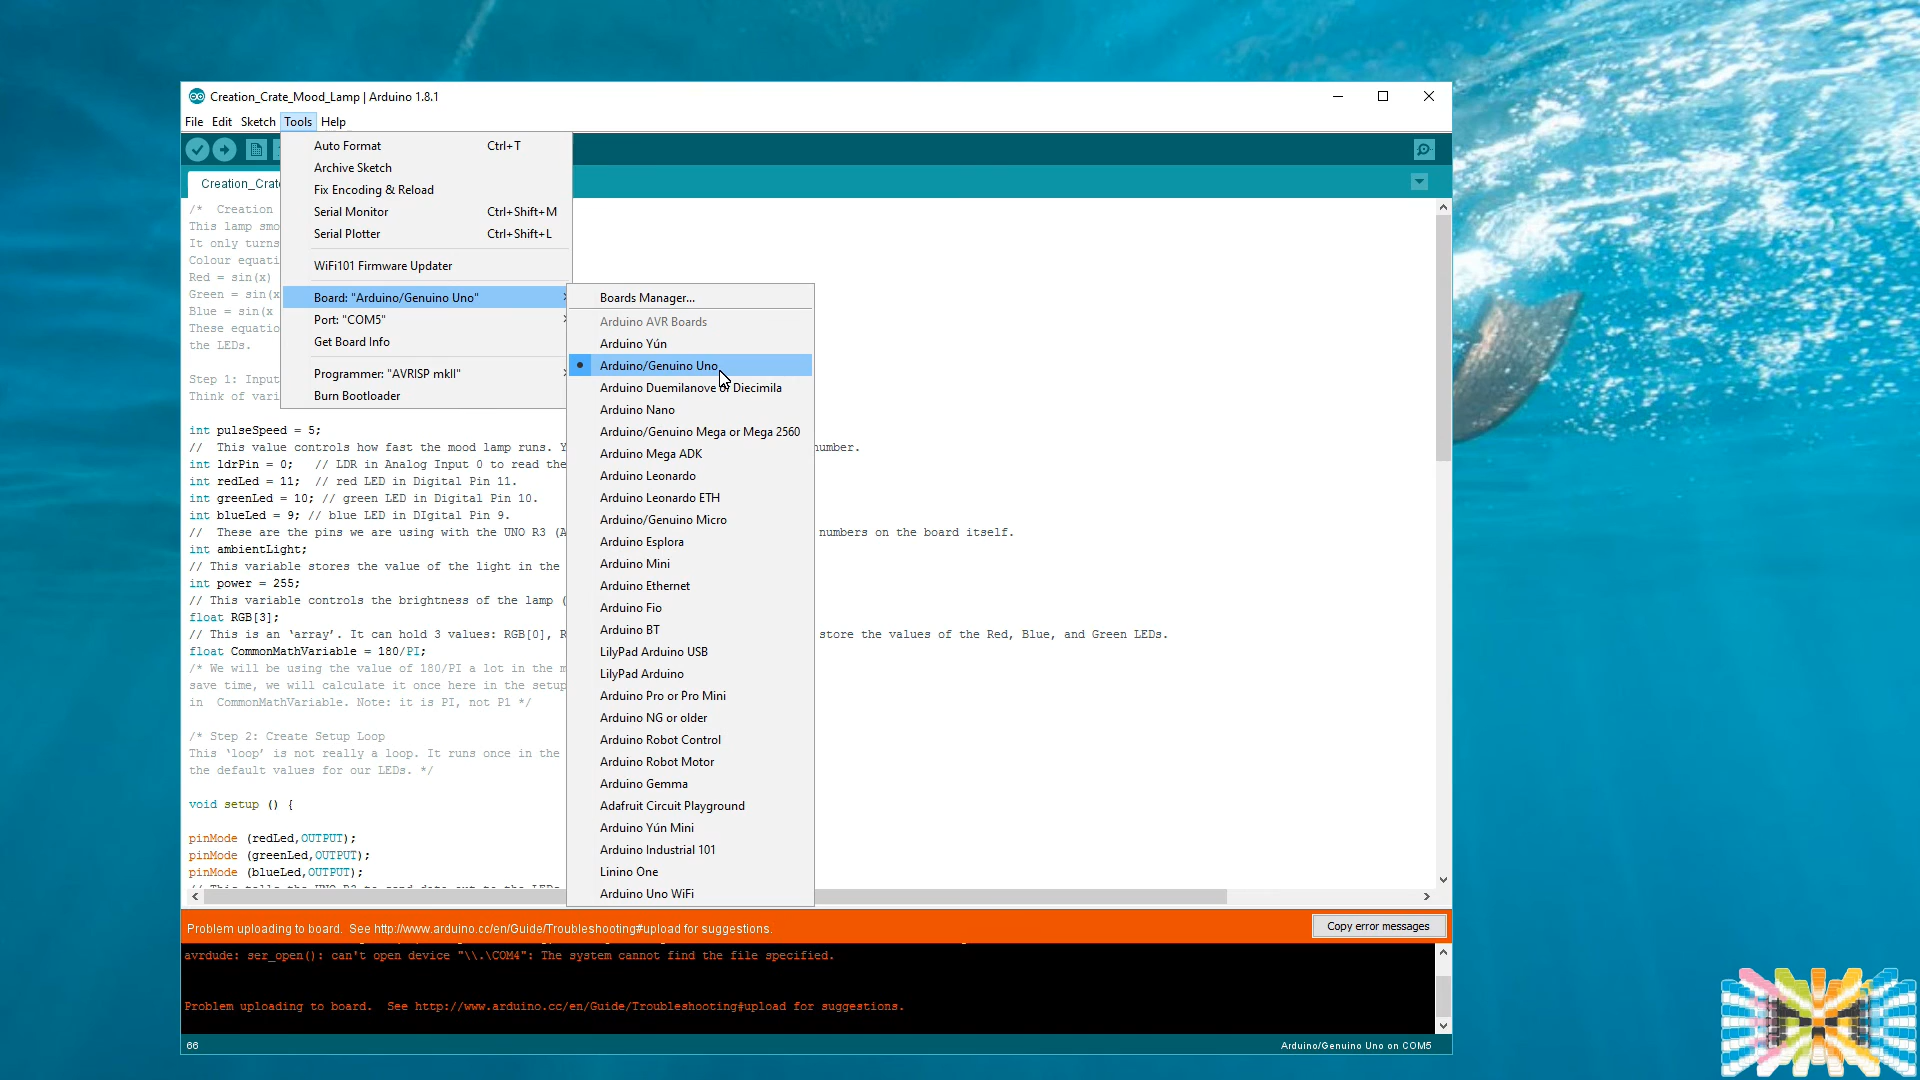 Creation_Crate_Mood_Lamp | Arduino 1.8.1
File Edit Sketch Tools Help
Auto Format Ctrl+T
Archive Sketch
Fix Encoding & Reload
Serial Monitor Ctrl+Shift+M
Serial Plotter Ctrl+Shift+L
WiFi101 Firmware Updater
Board: "Arduino/Genuino Uno"
Port: "COM5"
Get Board Info
Programmer: "AVRISP mkII"
Burn Bootloader
Boards Manager...
Arduino AVR Boards
Arduino Yún
Arduino/Genuino Uno
Arduino Duemilanove or Diecimila
Arduino Nano
Arduino/Genuino Mega or Mega 2560
Arduino Mega ADK
Arduino Leonardo
Arduino Leonardo ETH
Arduino/Genuino Micro
Arduino Esplora
Arduino Mini
Arduino Ethernet
Arduino Fio
Arduino BT
LilyPad Arduino USB
LilyPad Arduino
Arduino Pro or Pro Mini
Arduino NG or older
Arduino Robot Control
Arduino Robot Motor
Arduino Gemma
Adafruit Circuit Playground
Arduino Yún Mini
Arduino Industrial 101
Linino One
Arduino Uno WiFi
Creation_Crat
/* Creation
This lamp smo
It only turns
Colour equati
Red = sin(x)
Green = sin(x
Blue = sin(x
These equatio
the LEDs.
Step 1: Input
Think of vari
int pulseSpeed = 5;
// This value controls how fast the mood lamp runs. Y number.
int ldrPin = 0; // LDR in Analog Input 0 to read the
int redLed = 11; // red LED in Digital Pin 11.
int greenLed = 10; // green LED in Digital Pin 10.
int blueLed = 9; // blue LED in DIgital Pin 9.
// These are the pins we are using with the UNO R3 (A numbers on the board itself.
int ambientLight;
// This variable stores the value of the light in the
int power = 255;
// This variable controls the brightness of the lamp (
float RGB[3];
// This is an ‘array’. It can hold 3 values: RGB[0], R store the values of the Red, Blue, and Green LEDs.
float CommonMathVariable = 180/PI;
/* We will be using the value of 180/PI a lot in the m
save time, we will calculate it once here in the setup
in CommonMathVariable. Note: it is PI, not P1 */
/* Step 2: Create Setup Loop
This ‘loop’ is not really a loop. It runs once in the
the default values for our LEDs. */
void setup () {
pinMode (redLed,OUTPUT);
pinMode (greenLed,OUTPUT);
pinMode (blueLed,OUTPUT);
// This tells the UNO R3 to send data out to the LEDs
Problem uploading to board. See http://www.arduino.cc/en/Guide/Troubleshooting#upload for suggestions.
Copy error messages
avrdude: ser_open(): can't open device "\\.\COM4": The system cannot find the file specified.
Problem uploading to board. See http://www.arduino.cc/en/Guide/Troubleshooting#upload for suggestions.
66
Arduino/Genuino Uno on COM5